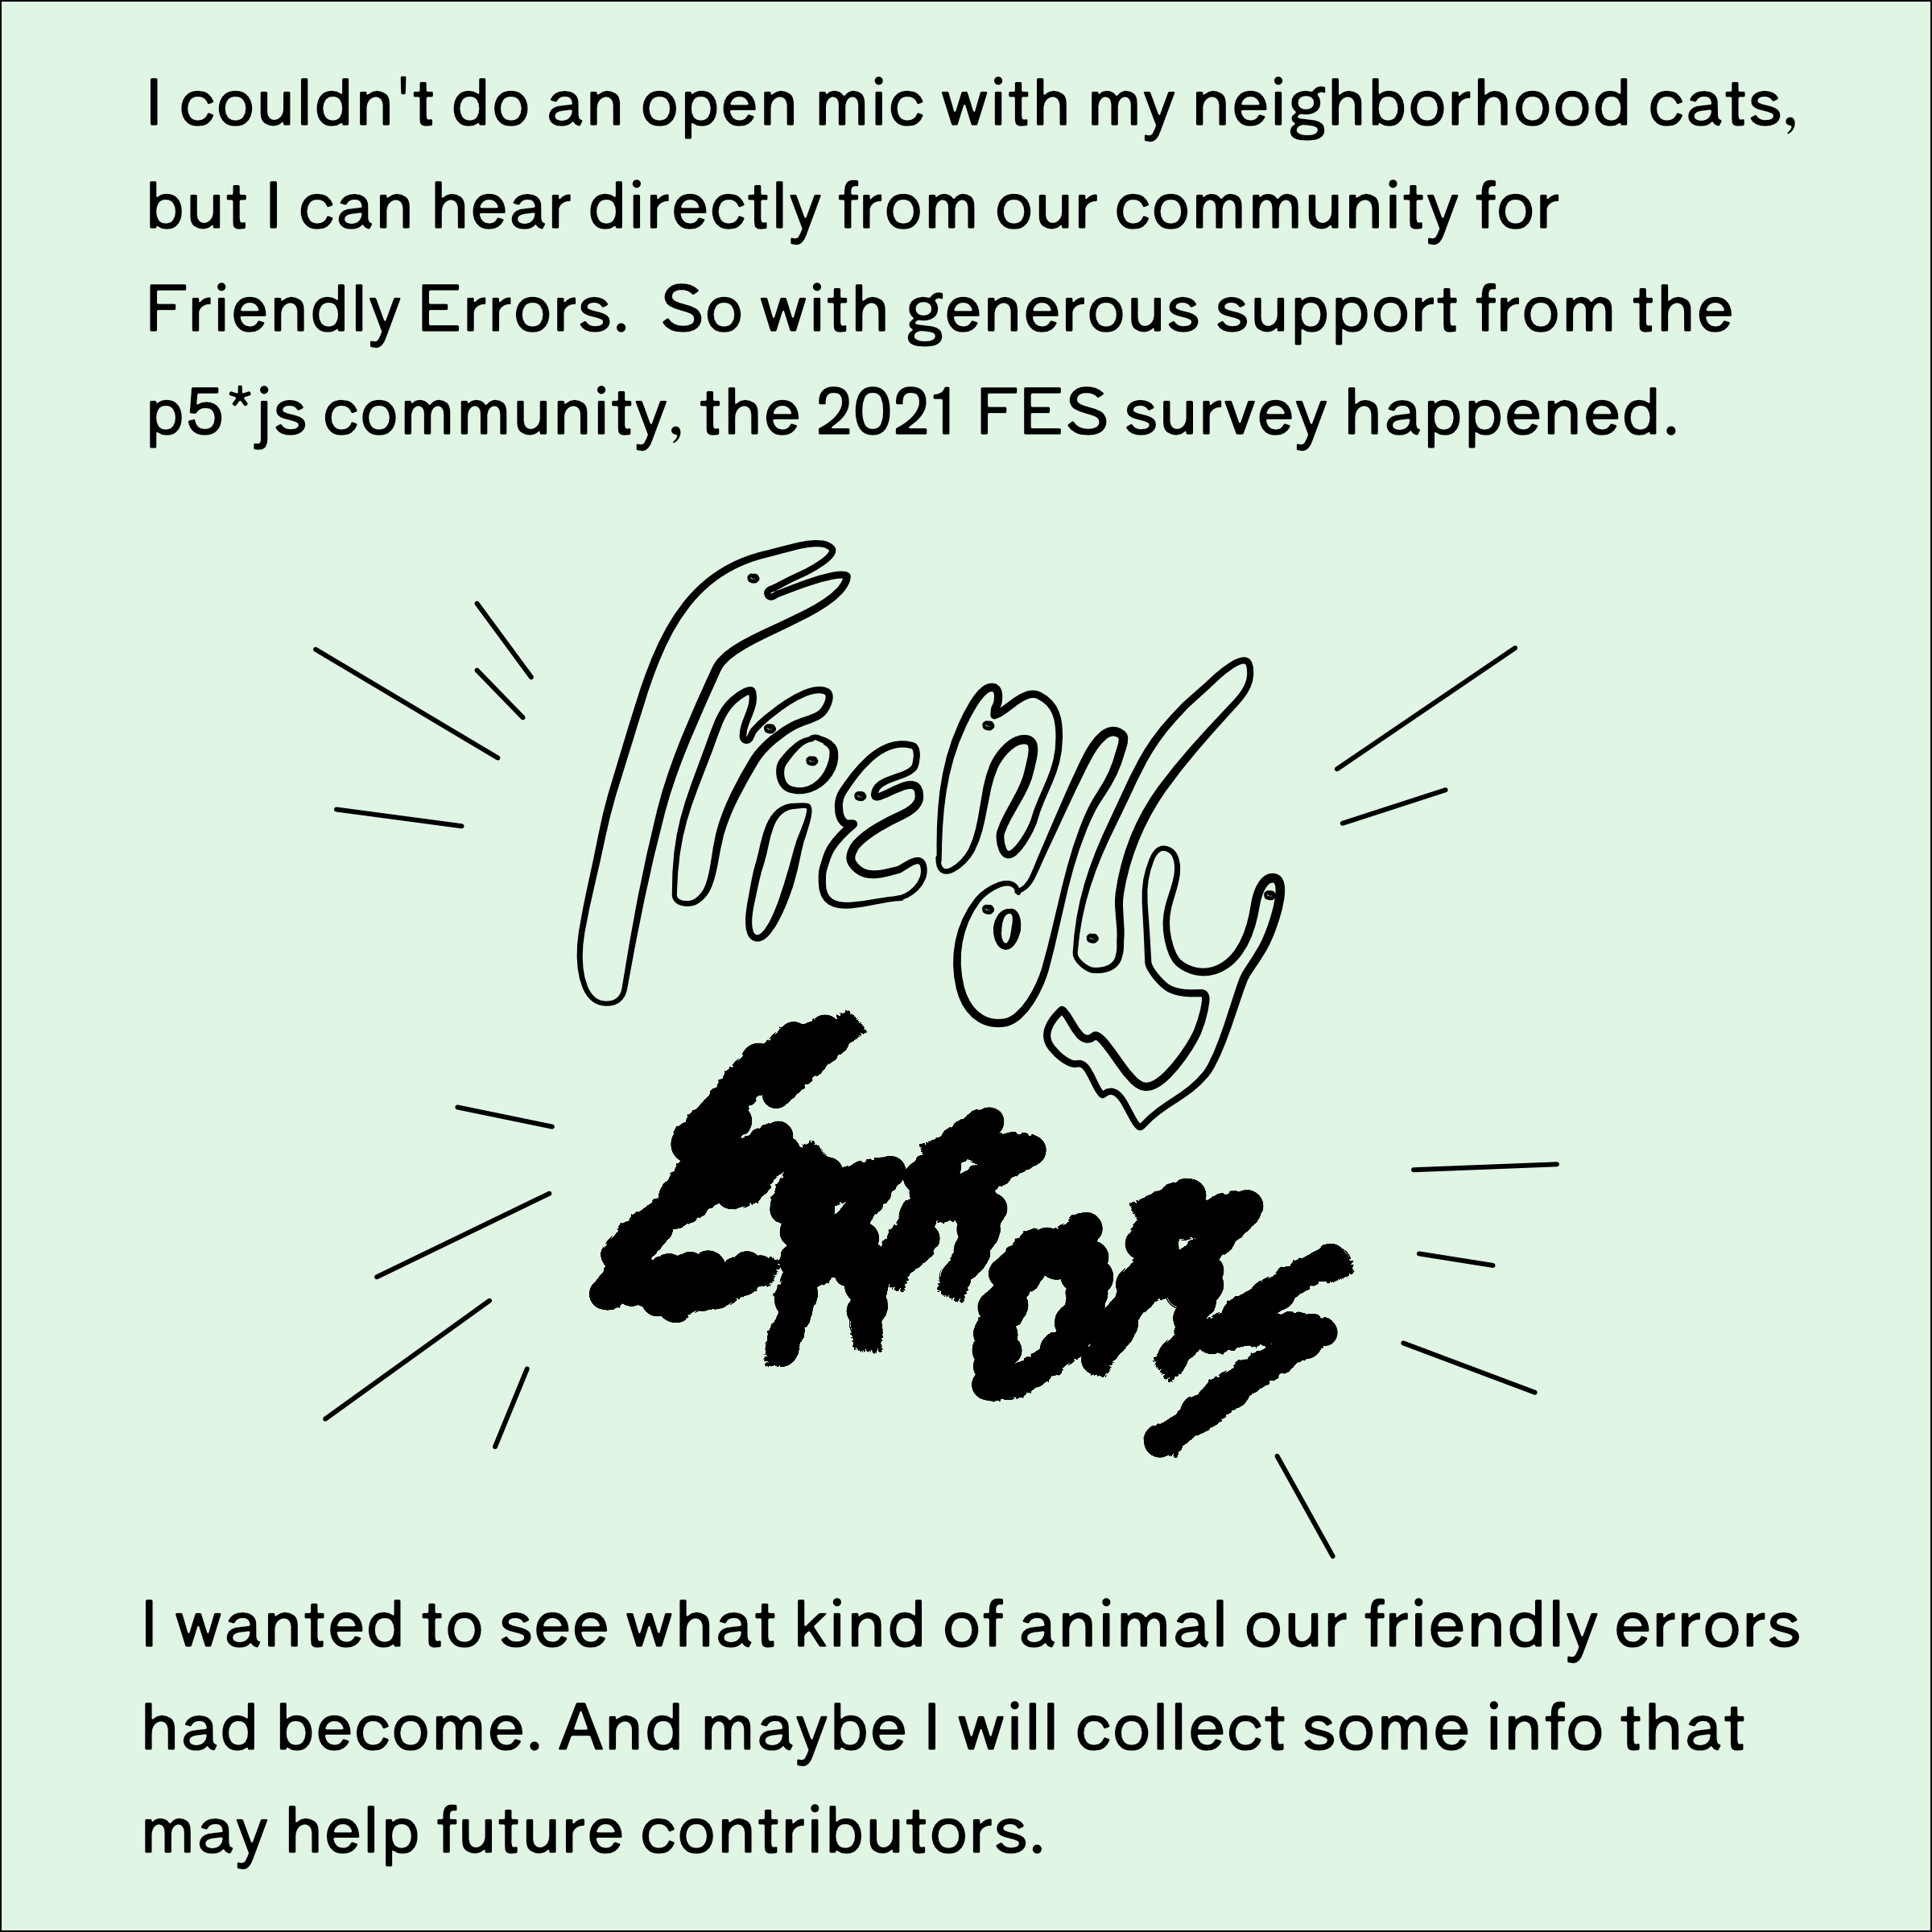 I couldn't do an open mic with my neighborhood cats,
but I can hear directly from our community for
Friendly Errors. So with generous support from the
p5*js community, the 2021 FES survey happened.
FRiENdly
ERRORS
I wanted to see what kind of animal our friendly errors
had become. And maybe I will collect some info that
may help future contributors.